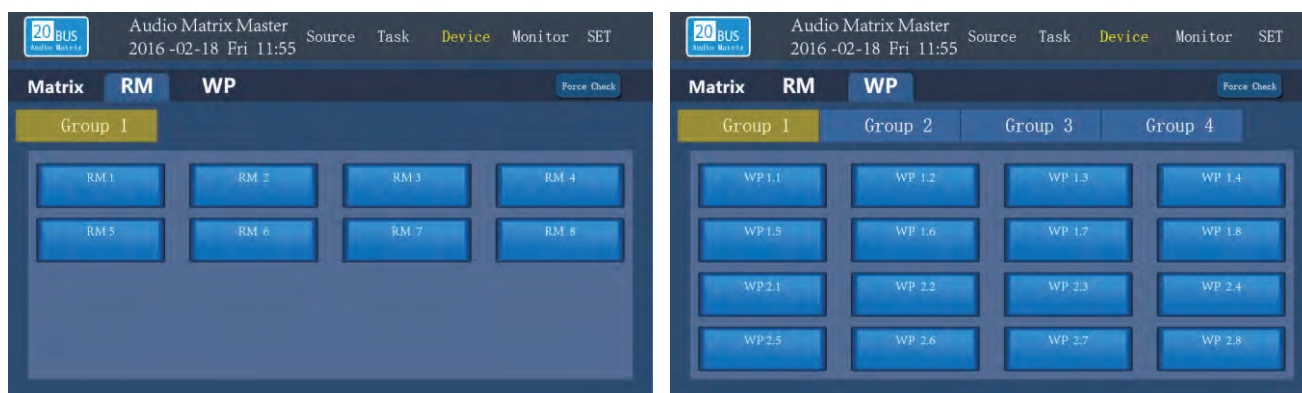 20 BUS
Audio Matrix
Audio Matrix Master
2016 -02-18 Fri 11:55
Source Task Device Monitor SET
Matrix RM WP Force Check
Group 1
RM 1 RM 2 RM 3 RM 4
RM 5 RM 6 RM 7 RM 8
20 BUS
Audio Matrix
Audio Matrix Master
2016 -02-18 Fri 11:55
Source Task Device Monitor SET
Matrix RM WP Force Check
Group 1 Group 2 Group 3 Group 4
WP 1.1 WP 1.2 WP 1.3 WP 1.4
WP 1.5 WP 1.6 WP 1.7 WP 1.8
WP 2.1 WP 2.2 WP 2.3 WP 2.4
WP 2.5 WP 2.6 WP 2.7 WP 2.8